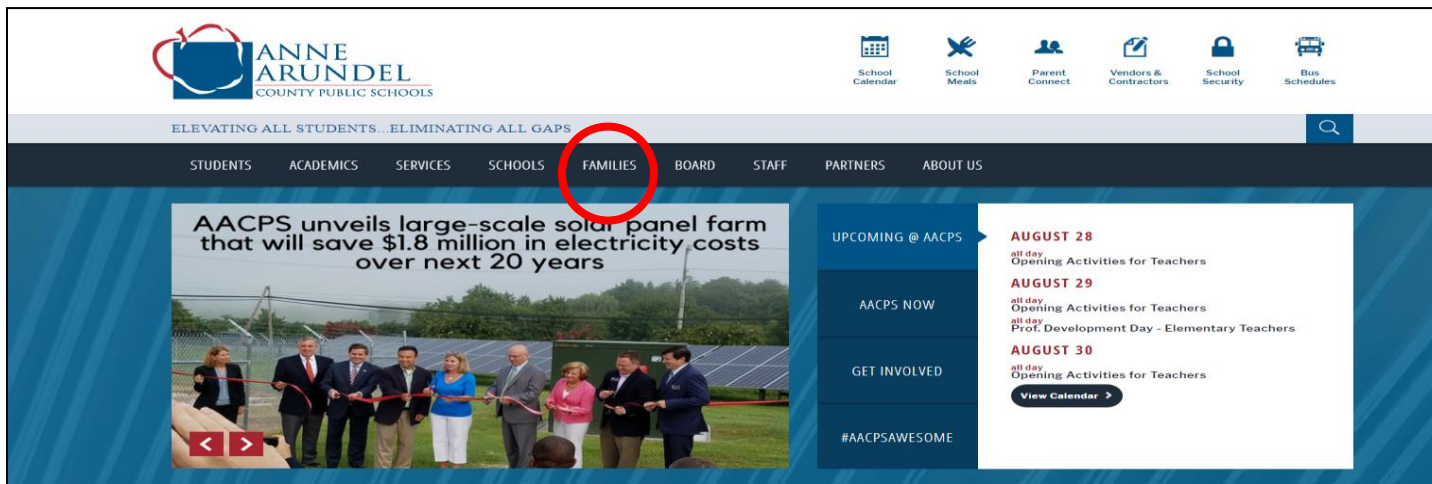 ANNE
ARUNDEL
COUNTY PUBLIC SCHOOLS
School
Calendar
School
Meals
Parent
Connect
Vendors &
Contractors
School
Security
Bus
Schedules
ELEVATING ALL STUDENTS...ELIMINATING ALL GAPS
STUDENTS ACADEMICS SERVICES SCHOOLS FAMILIES BOARD STAFF PARTNERS ABOUT US
AACPS unveils large-scale solar panel farm
that will save $1.8 million in electricity costs
over next 20 years
UPCOMING @ AACPS
AACPS NOW
GET INVOLVED
#AACPSAWESOME
AUGUST 28
all day
Opening Activities for Teachers
AUGUST 29
all day
Opening Activities for Teachers
all day
Prof. Development Day - Elementary Teachers
AUGUST 30
all day
Opening Activities for Teachers
View Calendar >